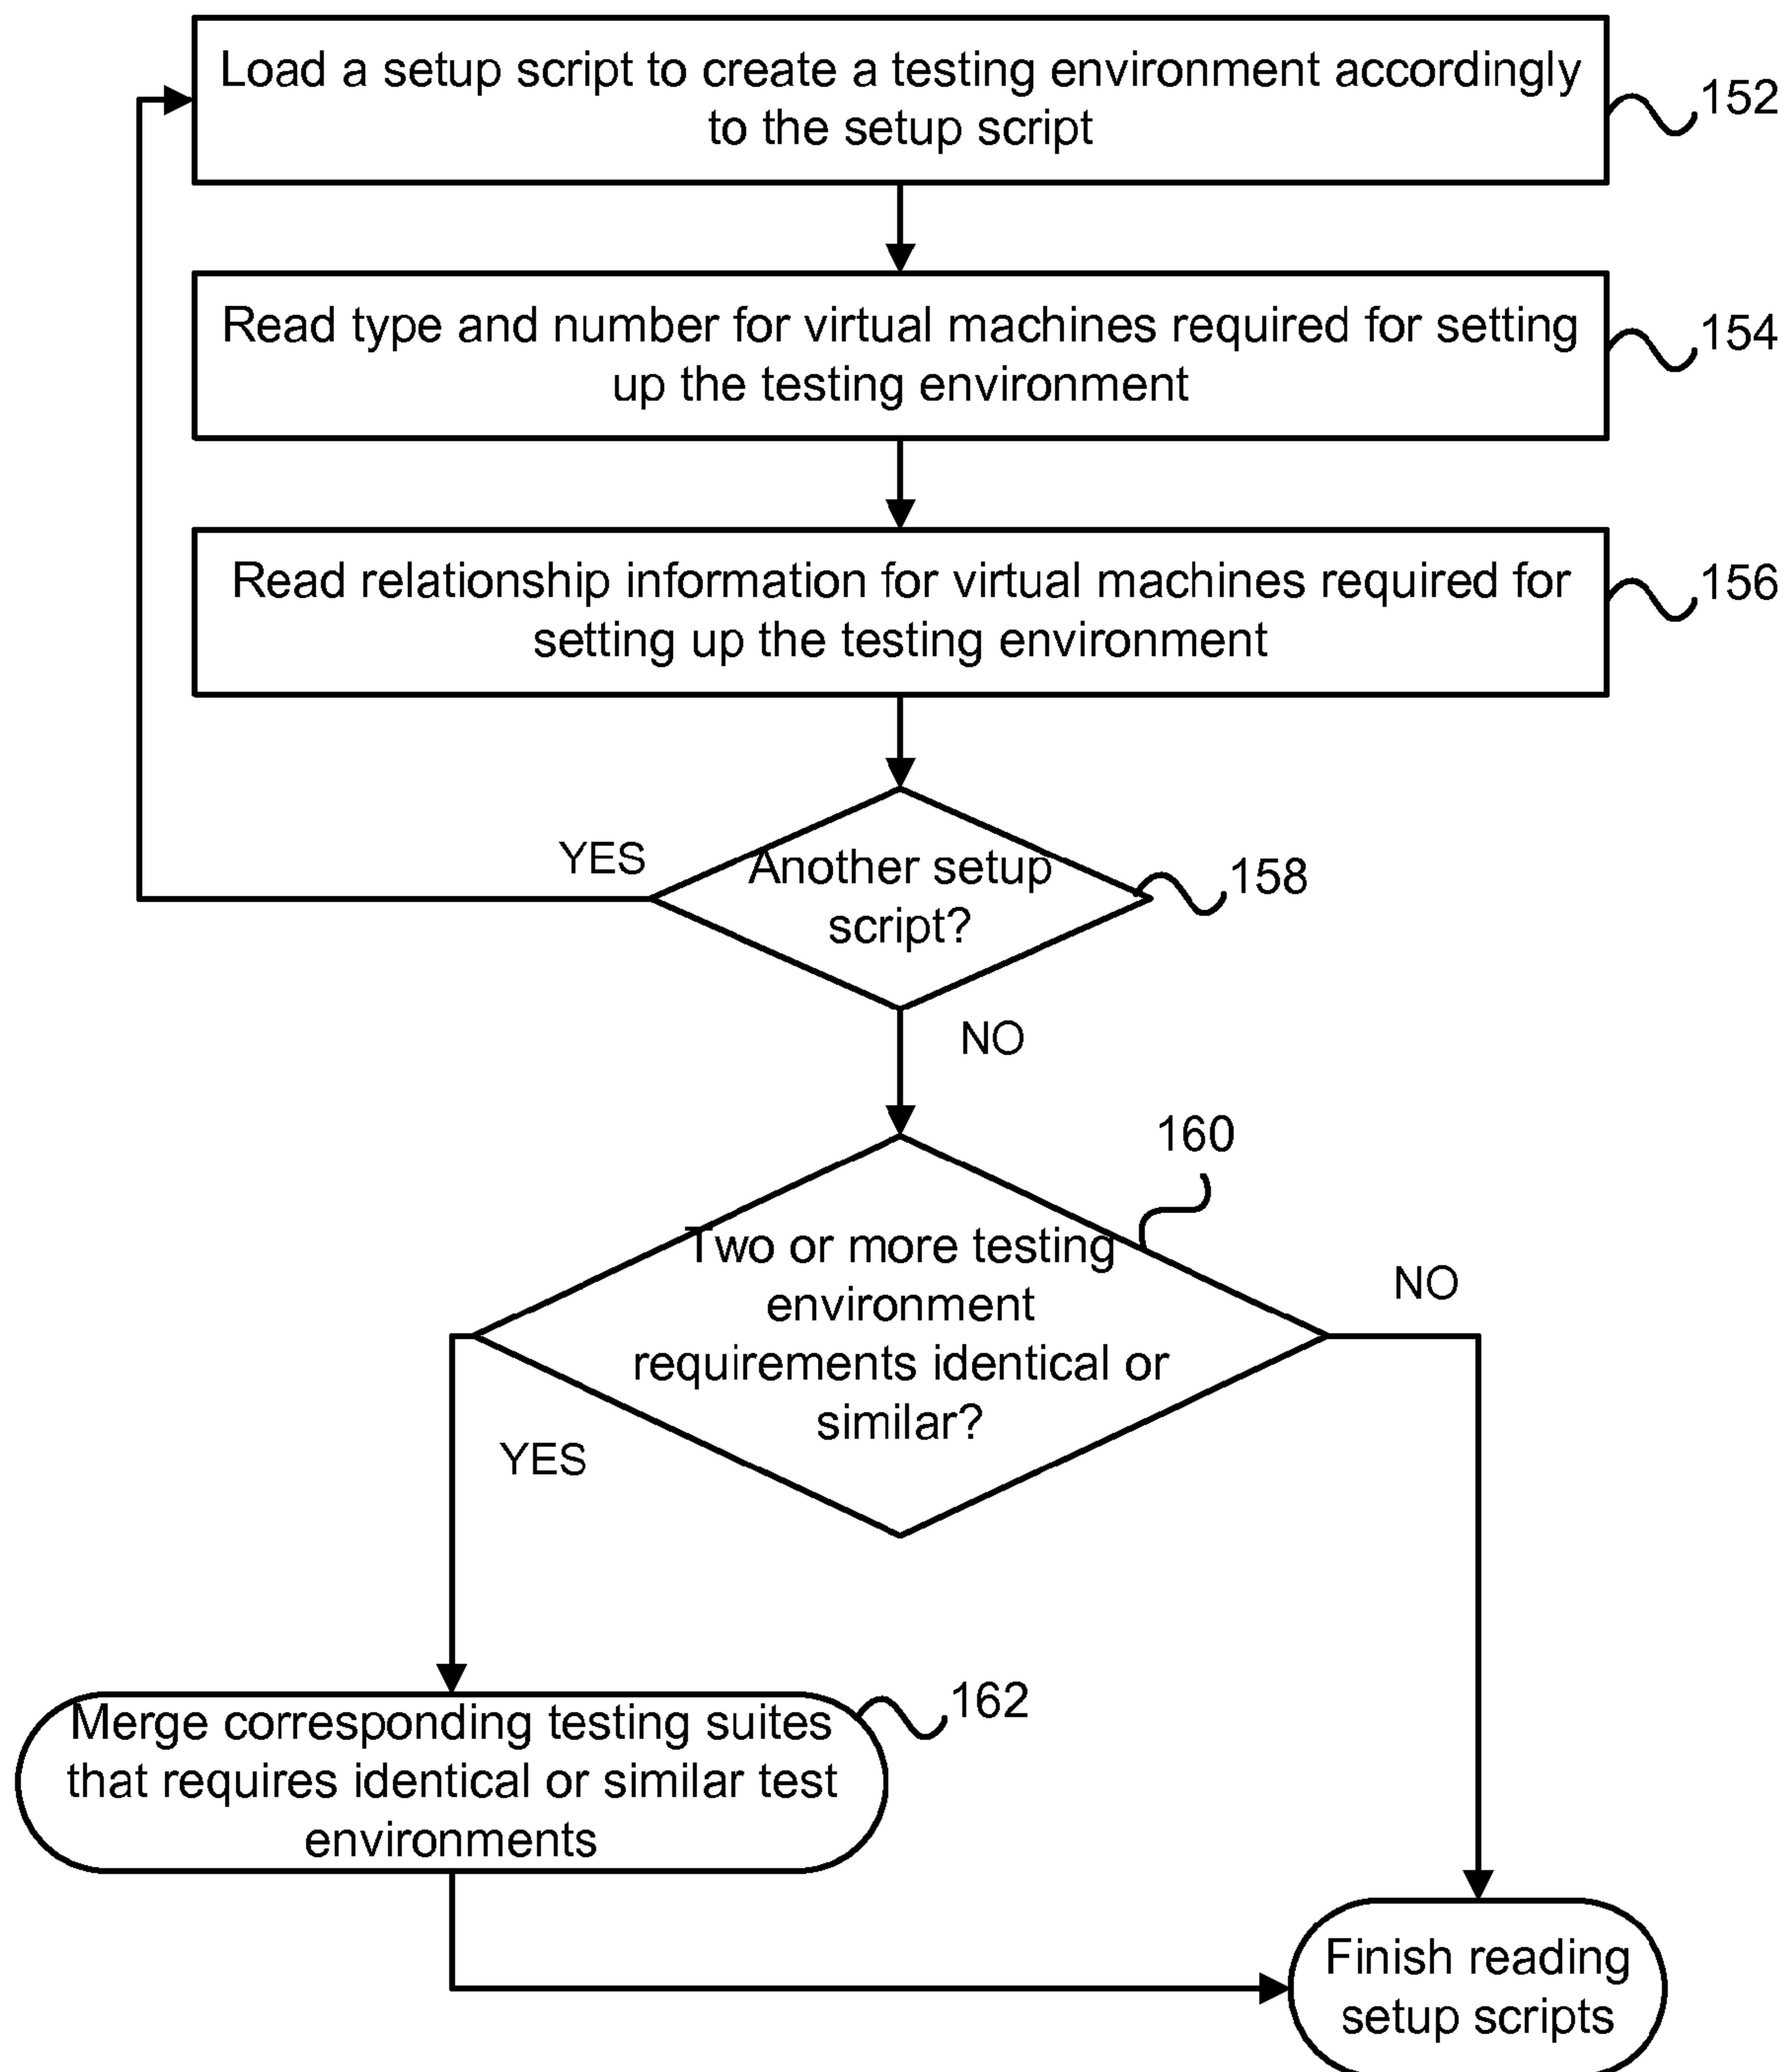 Load a setup script to create a testing environment accordingly
to the setup script
152
Read type and number for virtual machines required for setting
up the testing environment
154
Read relationship information for virtual machines required for
setting up the testing environment
156
YES
Another setup
script?
158
NO
160
Two or more testing
environment
requirements identical or
similar?
NO
YES
162
Merge corresponding testing suites
that requires identical or similar test
environments
Finish reading
setup scripts